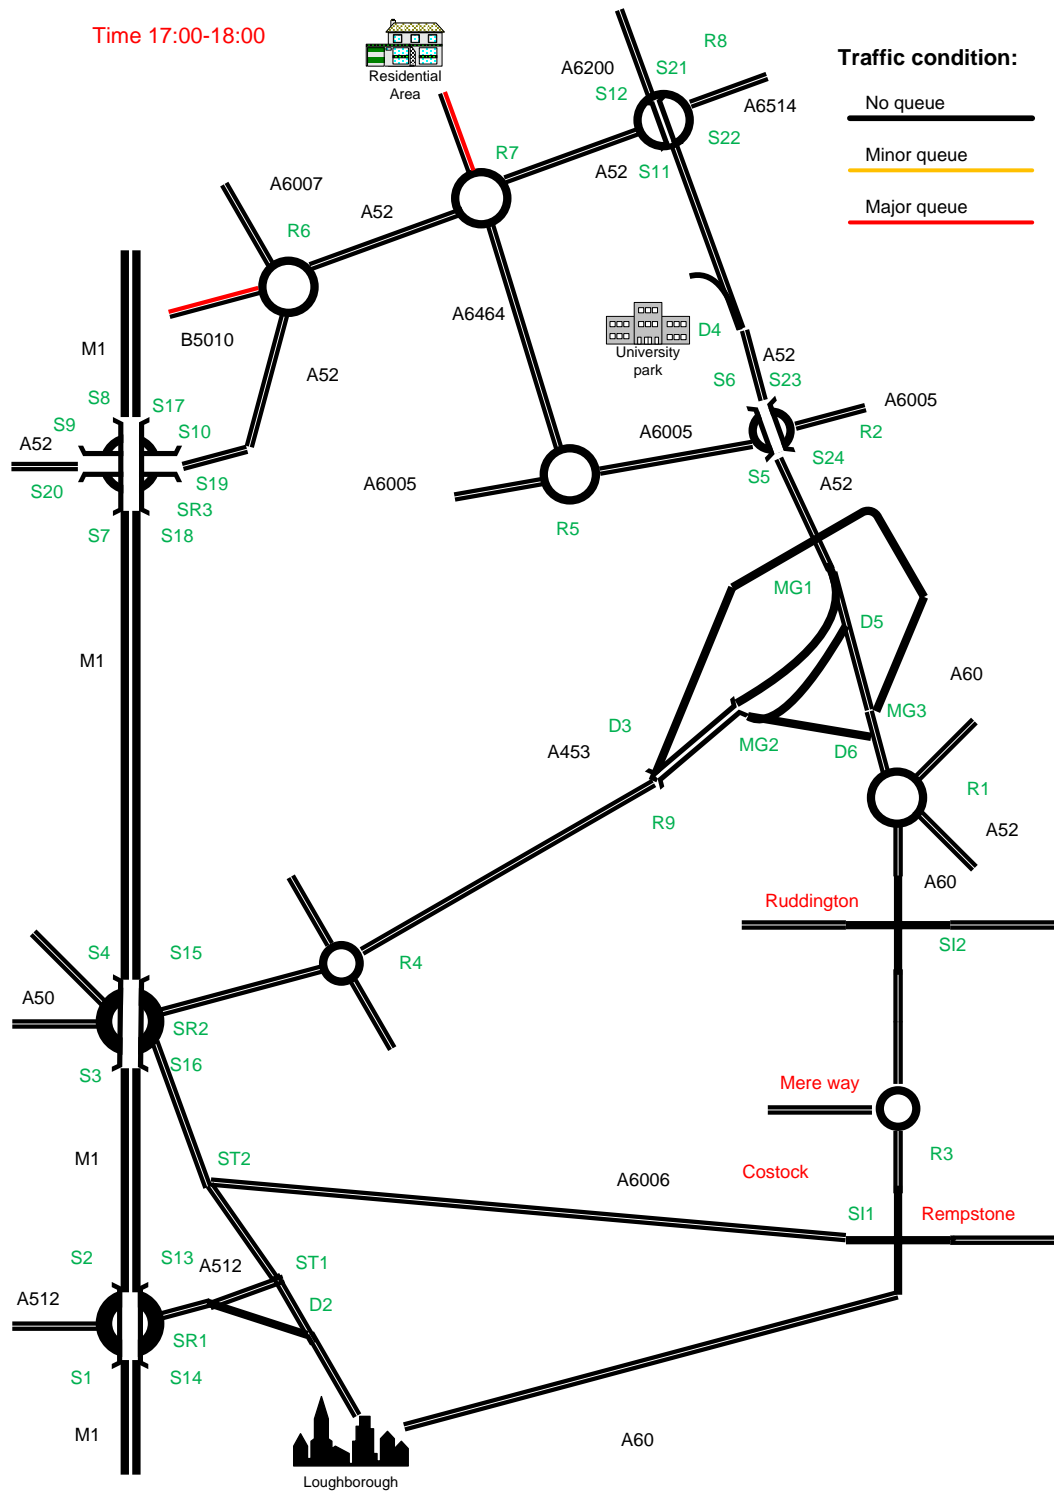 Time 17:00-18:00
Residential
Area
R8
A6200
S21
S12
A6514
S22
R7
A52
S11
Traffic condition:
No queue
Minor queue
Major queue
A6007
A52
R6
B5010
A6464
M1
A52
University
park
D4
A52
S6
S23
A6005
S8
S17
S9
S10
A52
A6005
R2
S24
S20
S19
A6005
S5
A52
SR3
S7
S18
R5
MG1
D5
M1
A60
MG3
D3
A453
MG2
D6
R1
R9
A52
A60
Ruddington
SI2
S4
S15
R4
A50
SR2
S16
S3
Mere way
M1
ST2
R3
Costock
A6006
SI1
Rempstone
S2
S13
A512
ST1
A512
D2
SR1
S1
S14
M1
A60
Loughborough